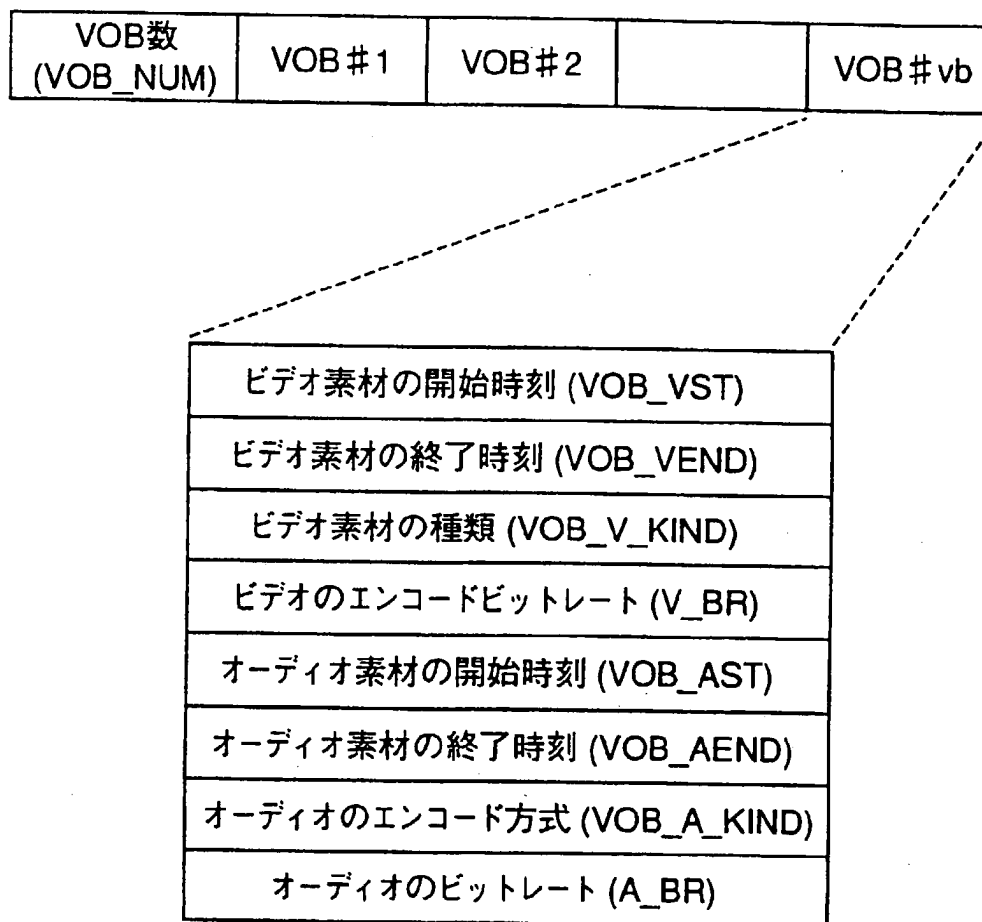 VOB数
(VOB_NUM)
VOB♯1
VOB♯2
VOB♯vb
ビデオ素材の開始時刻 (VOB_VST)
ビデオ素材の終了時刻 (VOB_VEND)
ビデオ素材の種類 (VOB_V_KIND)
ビデオのエンコードビットレート (V_BR)
オーディオ素材の開始時刻 (VOB_AST)
オーディオ素材の終了時刻 (VOB_AEND)
オーディオのエンコード方式 (VOB_A_KIND)
オーディオのビットレート (A_BR)